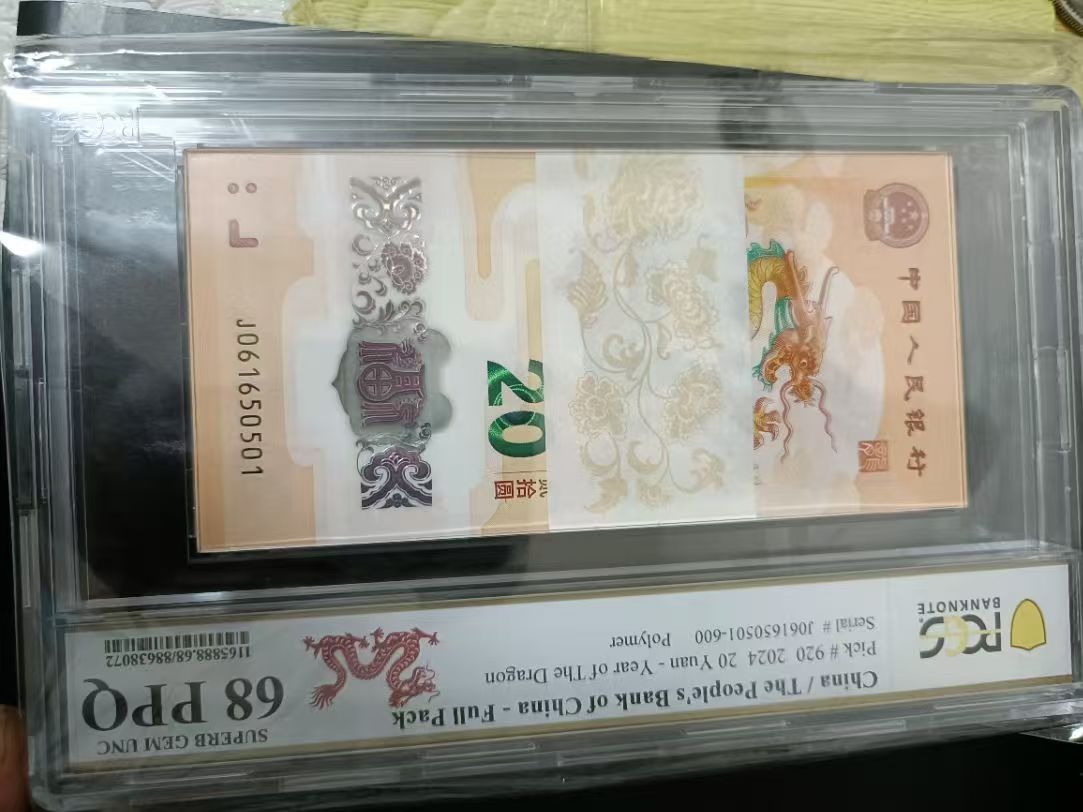 China / The People's Bank of China - Full Pack
Pick # 920 2024 20 Yuan - Year of The Dragon
Serial # J061650501-600 Polymer
PCGS
BANKNOTE
SUPERB GEM UNC
68 PPQ
1165888.68/88638072
中国人民银行
20
贰拾圆
J061650501